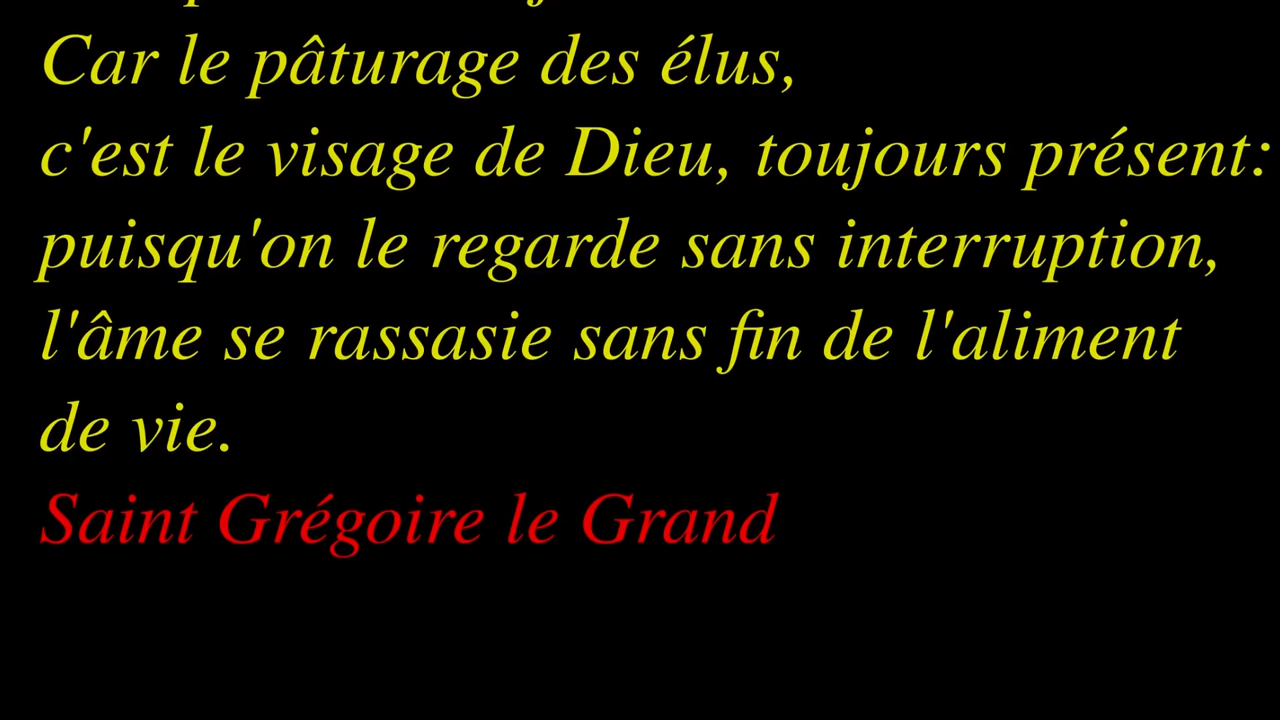 Car le pâturage des élus,
c'est le visage de Dieu, toujours présent:
puisqu'on le regarde sans interruption,
l'âme se rassasie sans fin de l'aliment
de vie.
Saint Grégoire le Grand